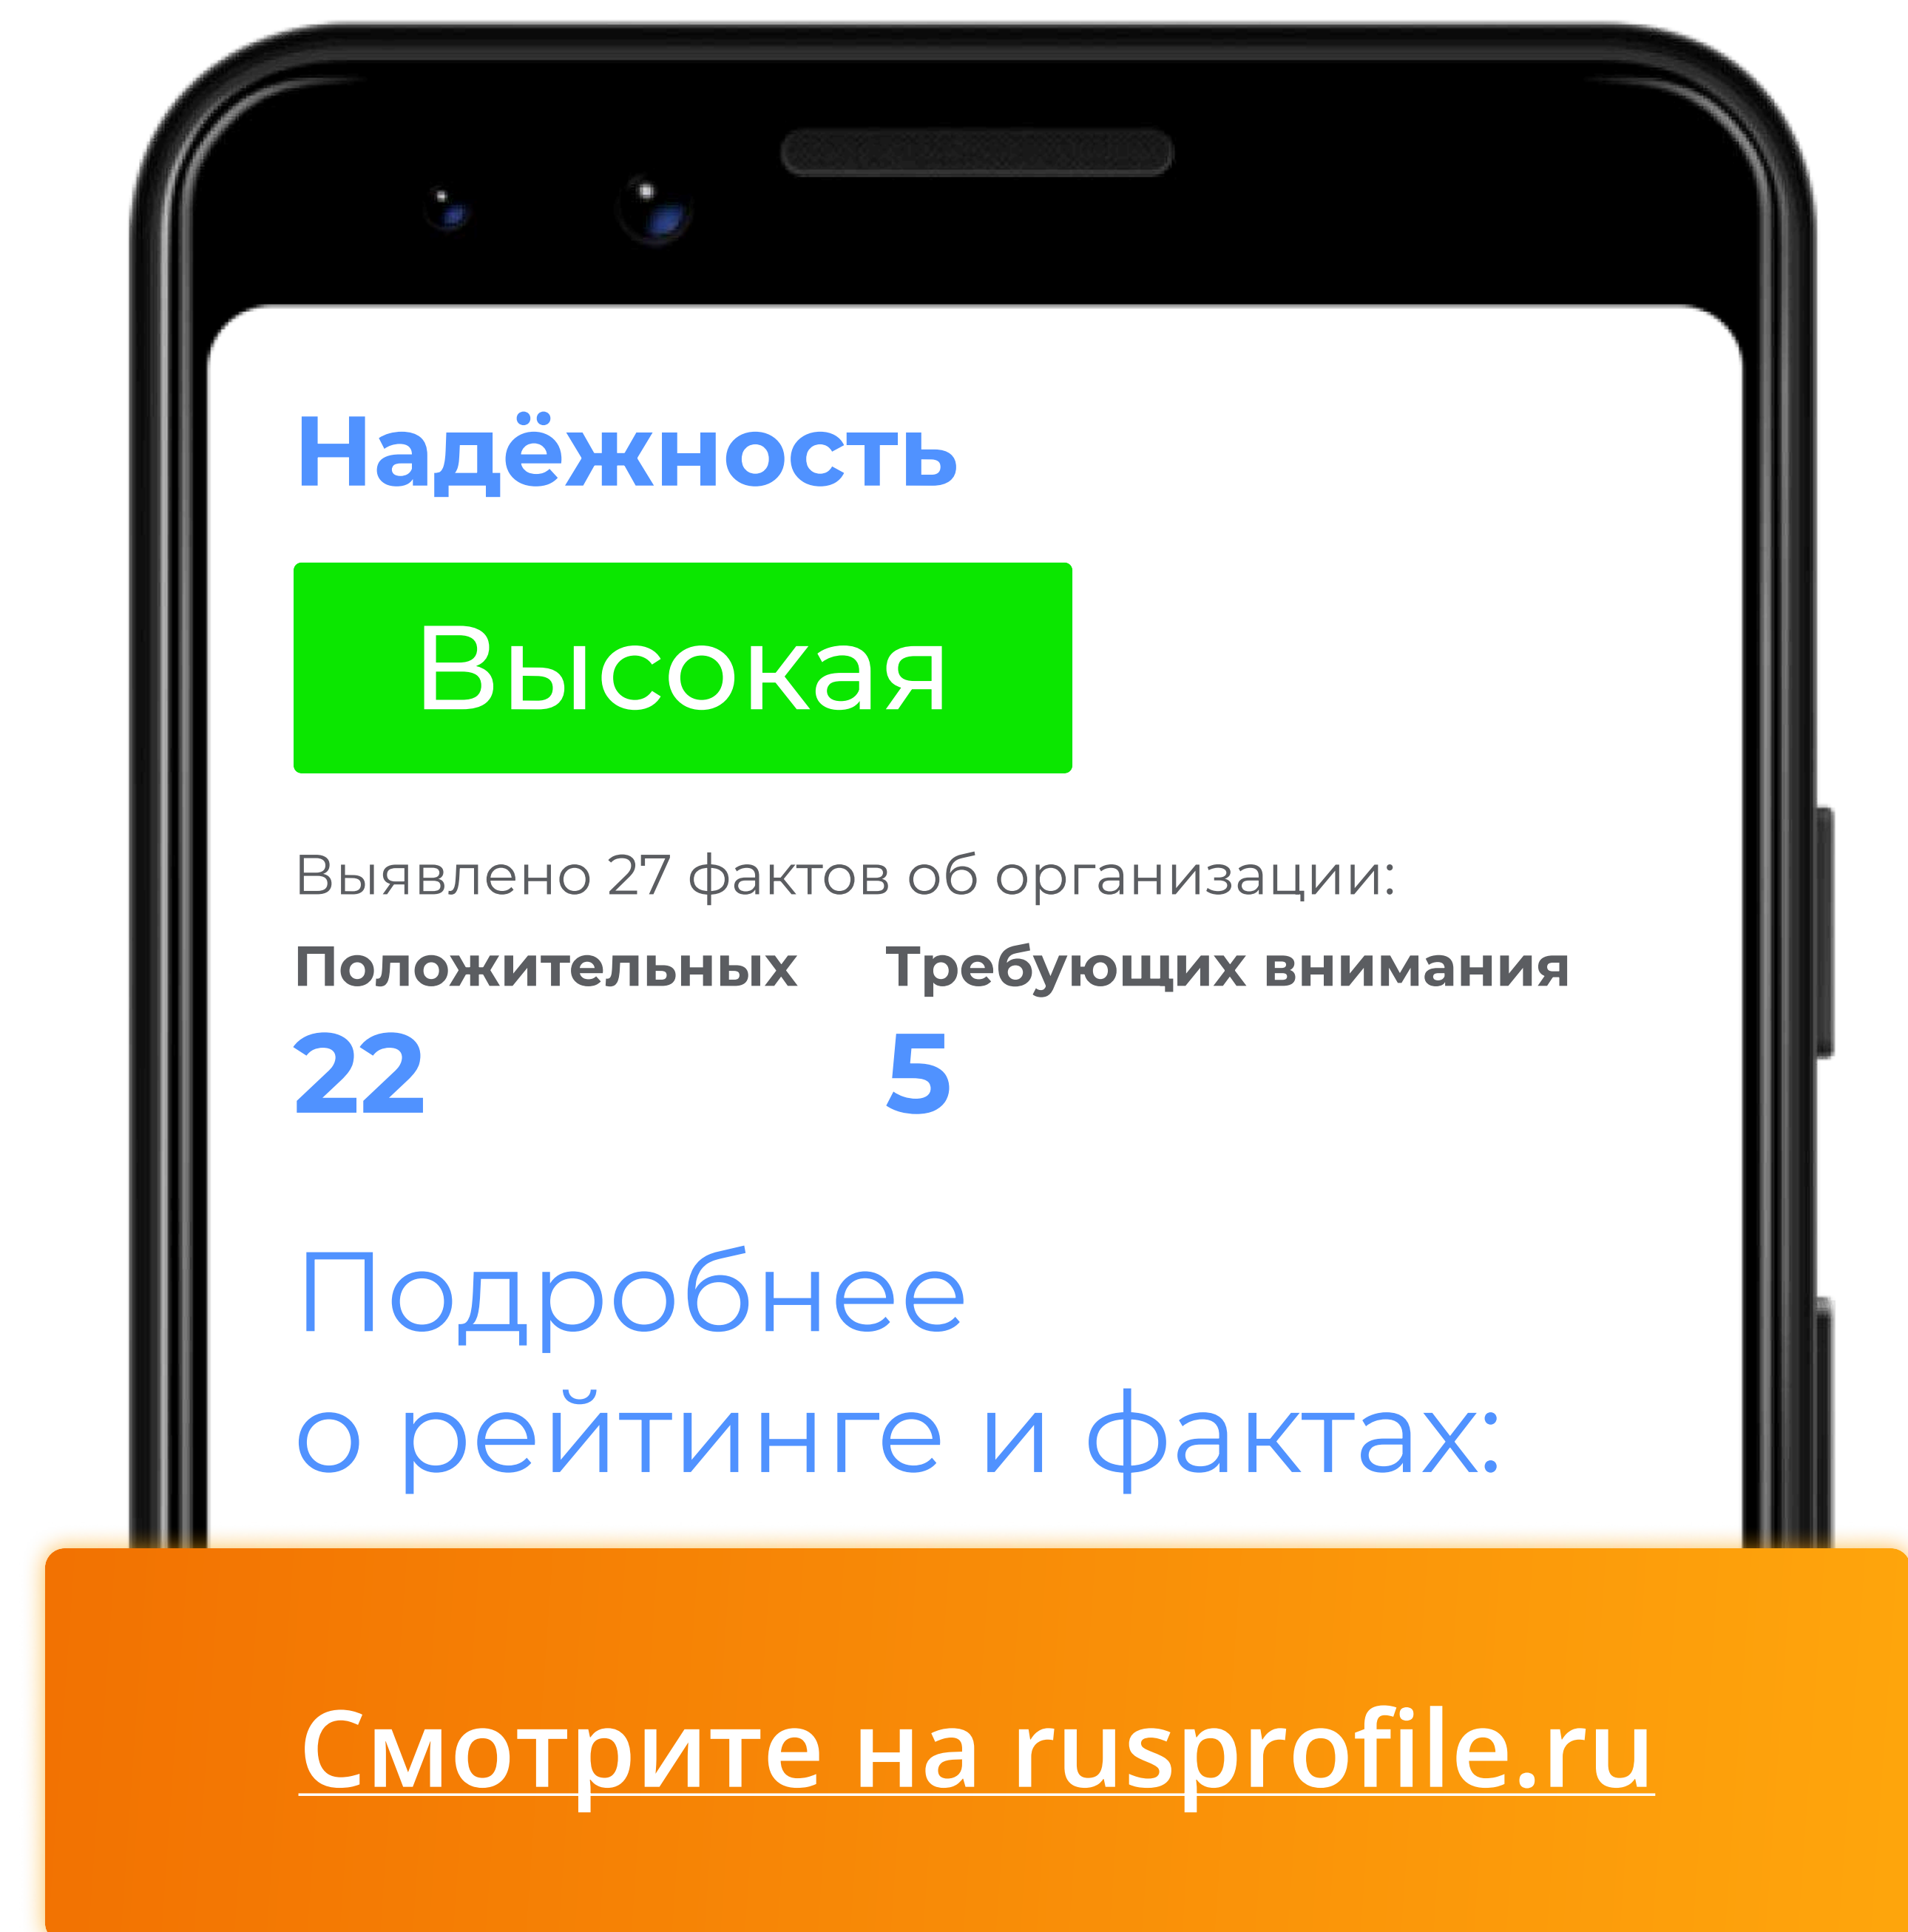 Надёжность
Высокая
Выявлено 27 фактов об организации:
Положительных Требующих внимания
22 5
Подробнее
о рейтинге и фактах:
Смотрите на rusprofile.ru